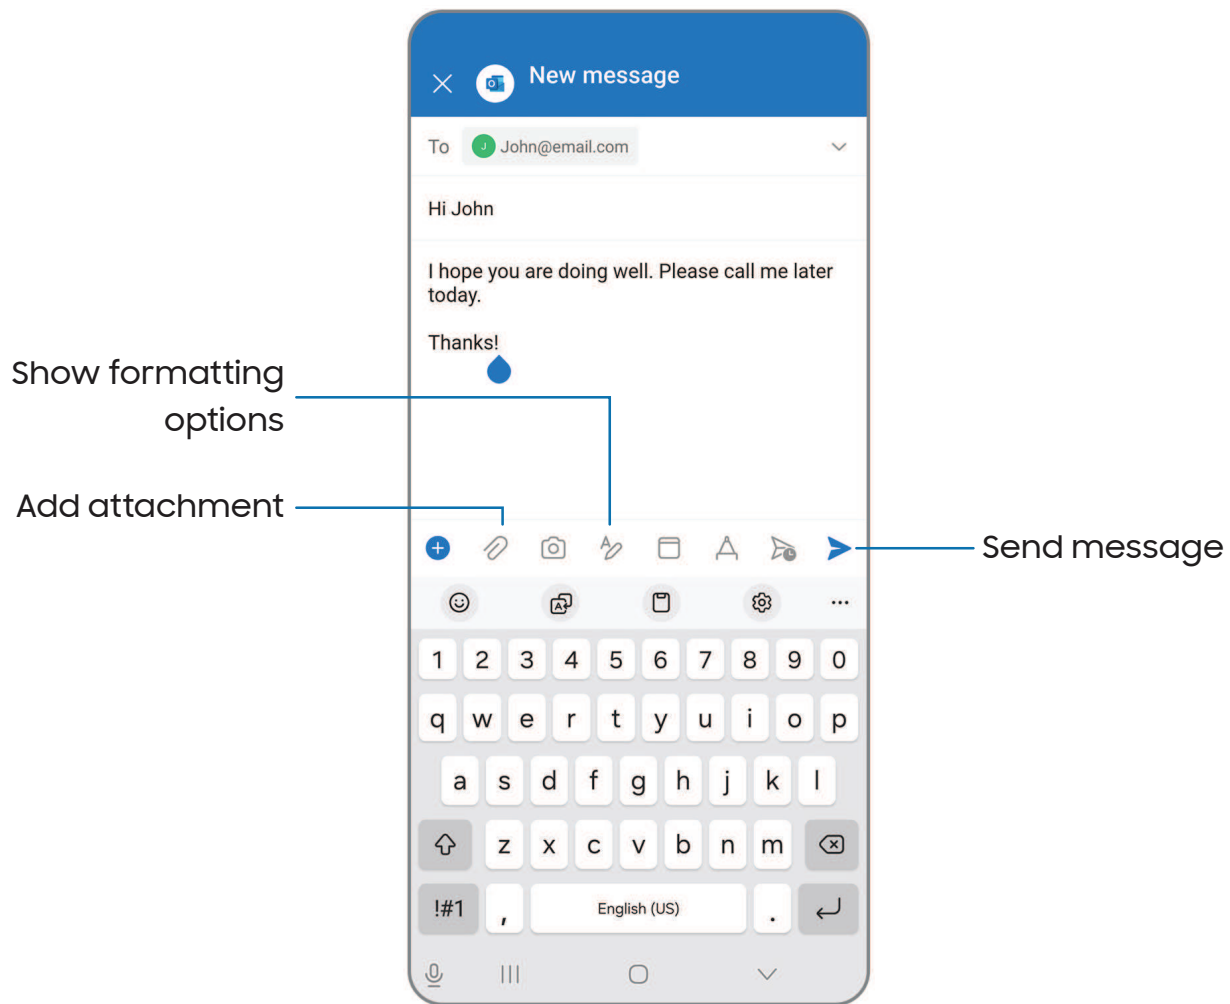 New message
To J John@email.com
Hi John
I hope you are doing well. Please call me later
today.
Thanks!
Show formatting
options
Add attachment
Send message
1 2 3 4 5 6 7 8 9 0
q w e r t y u i o p
a s d f g h j k l
z x c v b n m
!#1 , English (US) .